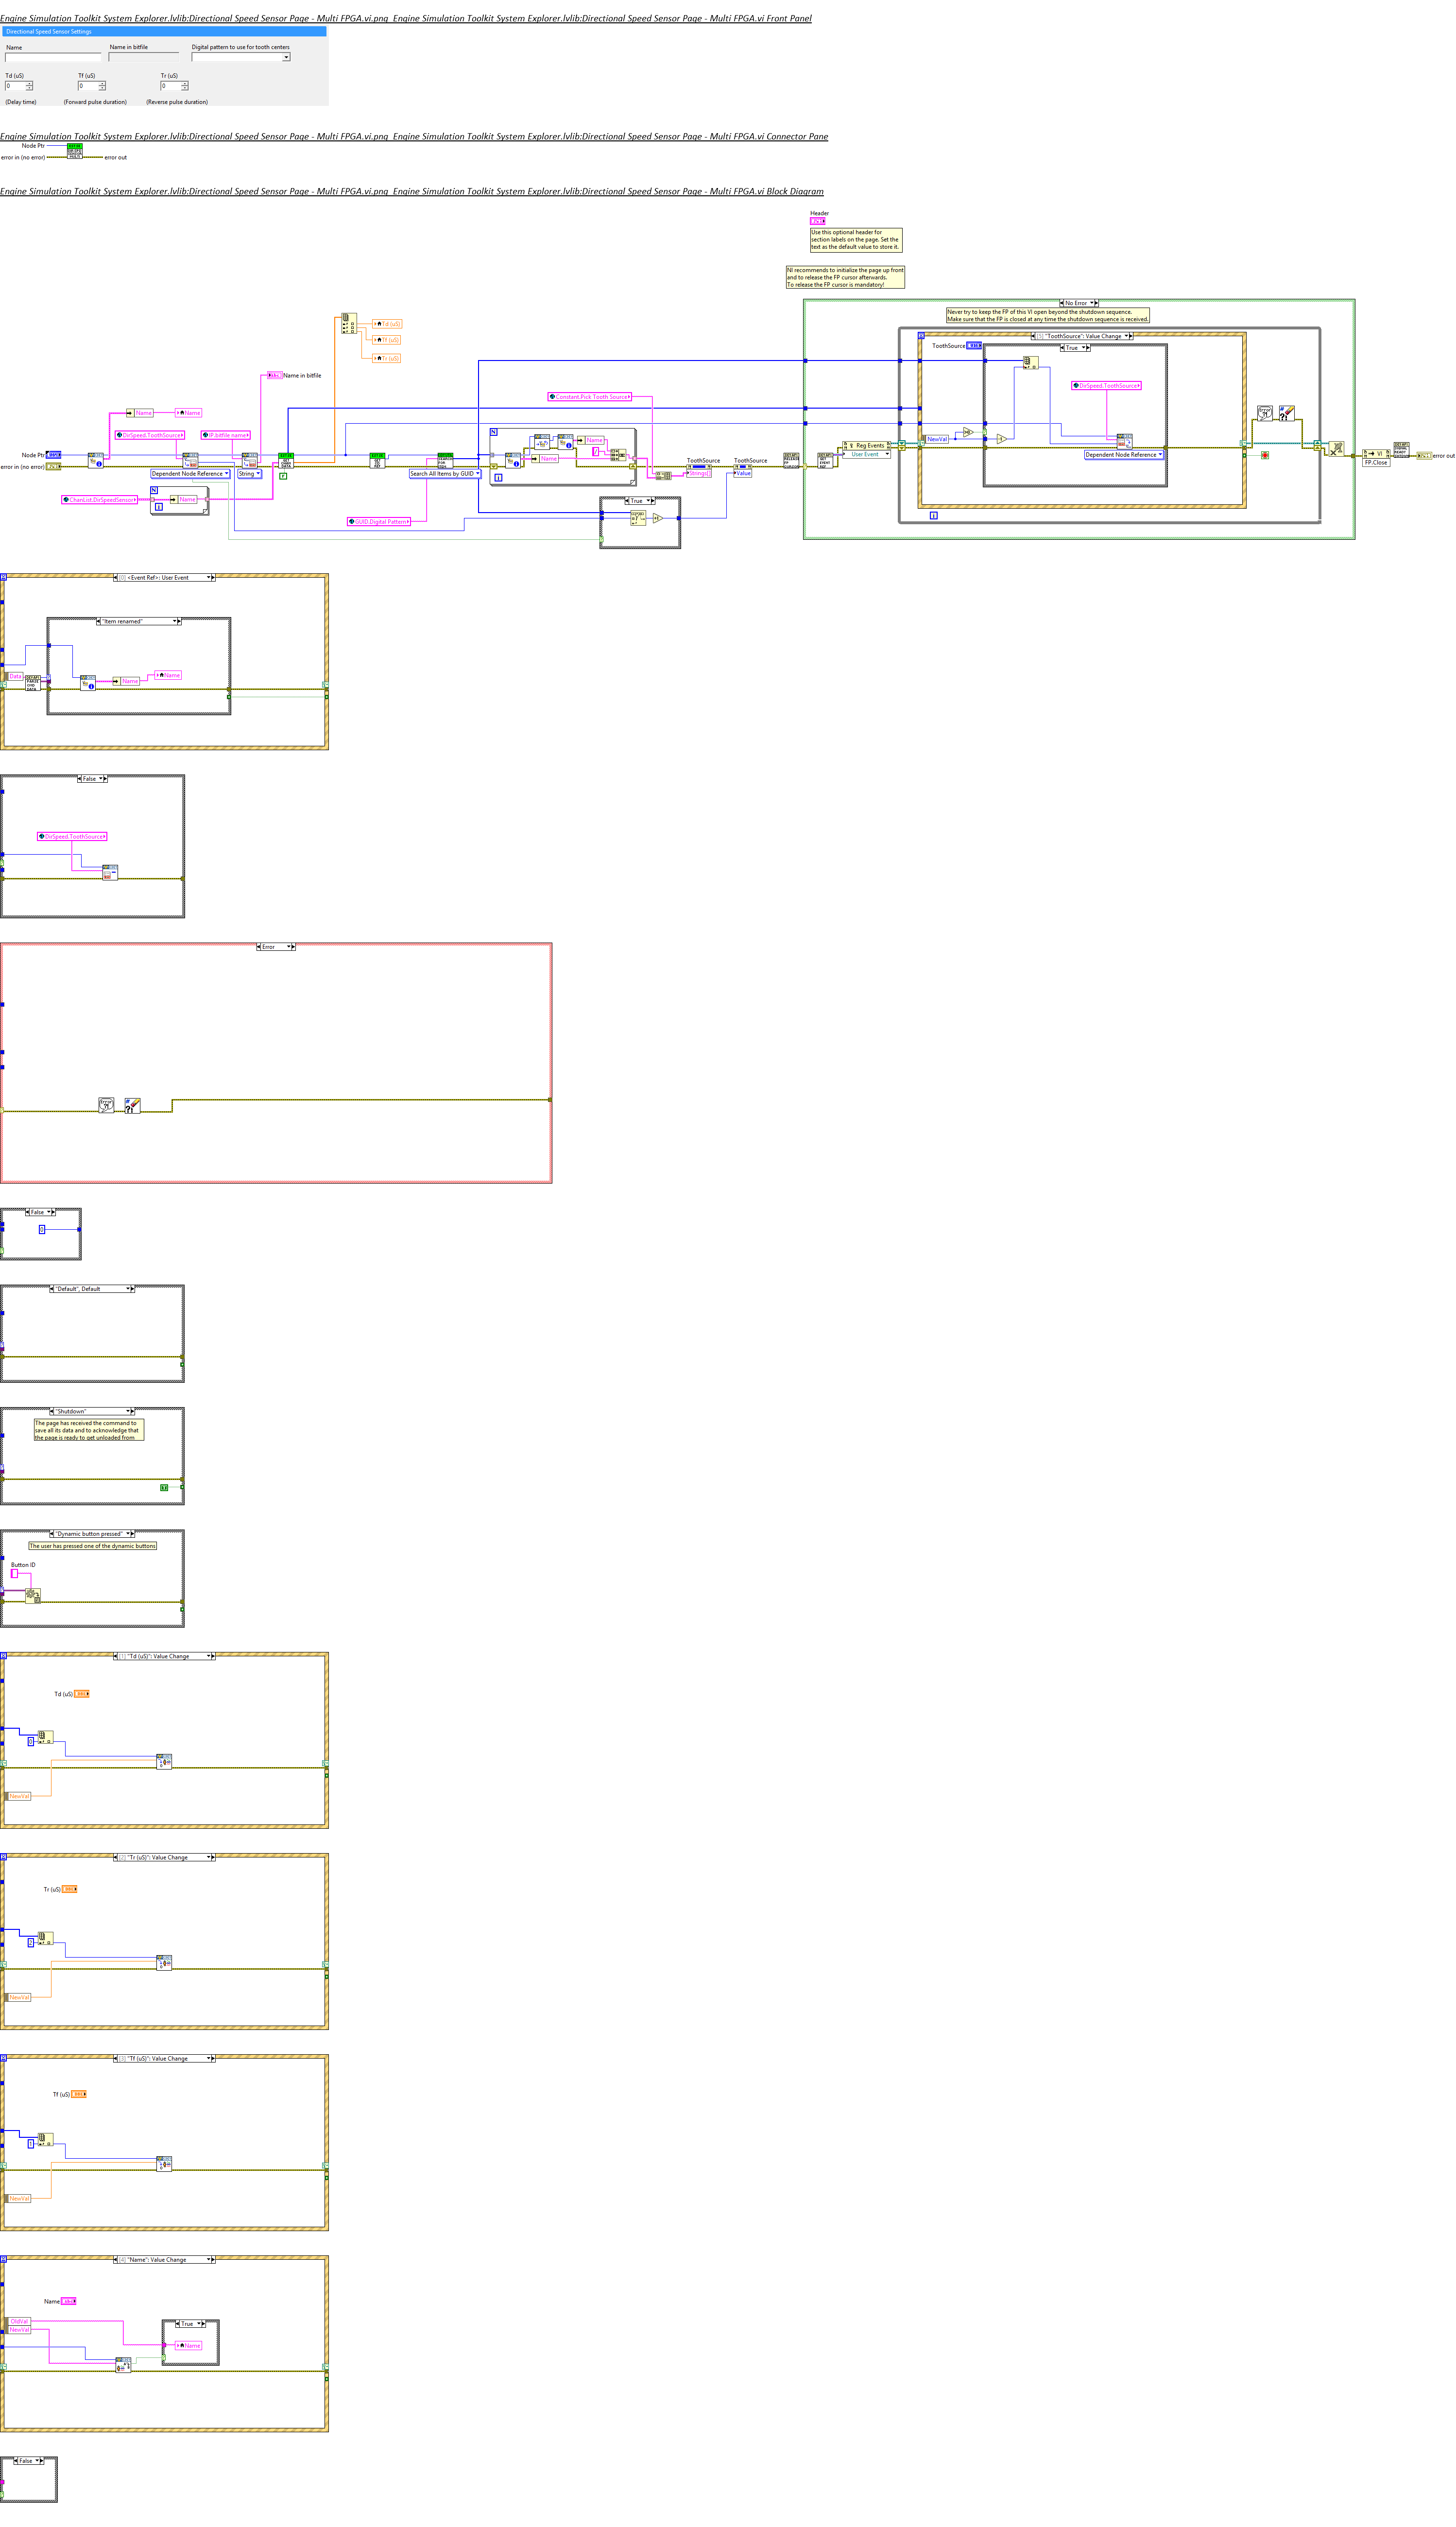 Engine Simulation Toolkit System Explorer.lvlib:Directional Speed Sensor Page - Multi FPGA.vi.png  Engine Simulation Toolkit System Explorer.lvlib:Directional Speed Sensor Page - Multi FPGA.vi Front Panel
Directional Speed Sensor Settings
Name
Name in bitfile
Digital pattern to use for tooth centers
Td (uS)
Tf (uS)
Tr (uS)
0
0
0
(Delay time)
(Forward pulse duration)
(Reverse pulse duration)
Engine Simulation Toolkit System Explorer.lvlib:Directional Speed Sensor Page - Multi FPGA.vi.png  Engine Simulation Toolkit System Explorer.lvlib:Directional Speed Sensor Page - Multi FPGA.vi Connector Pane
Node Ptr
error in (no error)
error out
Engine Simulation Toolkit System Explorer.lvlib:Directional Speed Sensor Page - Multi FPGA.vi.png  Engine Simulation Toolkit System Explorer.lvlib:Directional Speed Sensor Page - Multi FPGA.vi Block Diagram
Header
Use this optional header for
section labels on the page. Set the
text as the default value to store it.
NI recommends to initialize the page up front
and to release the FP cursor afterwards.
To release the FP cursor is mandatory!
No Error
Never try to keep the FP of this VI open beyond the shutdown sequence.
Make sure that the FP is closed at any time the shutdown sequence is received.
Td (uS)
Tf (uS)
Tr (uS)
[5] "ToothSource": Value Change
ToothSource
True
Name in bitfile
DirSpeed.ToothSource
Constant.Pick Tooth Source
Name
Name
DirSpeed.ToothSource
IP.bitfile name
Name
NewVal
Reg Events
User Event
Node Ptr
error in (no error)
Dependent Node Reference
String
Search All Items by GUID
Name
ToothSource
Strings[]
ToothSource
Value
Dependent Node Reference
FP.Close
error out
ChanList.DirSpeedSensor
Name
GUID.Digital Pattern
True
[0] <Event Ref>: User Event
"Item renamed"
Data
Name
Name
False
DirSpeed.ToothSource
Error
False
0
"Default", Default
"Shutdown"
The page has received the command to
save all its data and to acknowledge that
the page is ready to get unloaded from
"Dynamic button pressed"
The user has pressed one of the dynamic buttons
Button ID
[1] "Td (uS)": Value Change
Td (uS)
0
NewVal
[2] "Tr (uS)": Value Change
Tr (uS)
2
NewVal
[3] "Tf (uS)": Value Change
Tf (uS)
1
NewVal
[4] "Name": Value Change
Name
OldVal
NewVal
True
Name
False